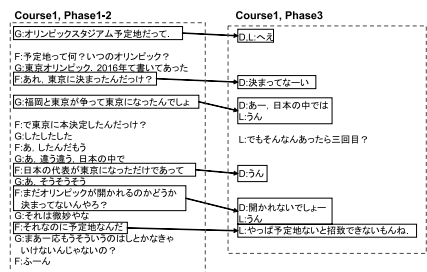 Course1, Phase1-2
G:オリンピックスタジアム予定地だって.
F:予定地って何？いつのオリンピック？
G:東京オリンピック, 2016年て書いてあった
F:あれ, 東京に決まったんだっけ？
G:福岡と東京が争って東京になったんでしょ
F:で東京に本決定したんだっけ？
G:したしたした
F:あ, したんだもう
G:あ, 違う違う, 日本の中で
F:日本の代表が東京になっただけであって
G:あ, そうそうそう
F:まだオリンピックが開かれるのかどうか
決まってないんやろ？
G:それは微妙やな
F:それなのに予定地なんだ
G:まあ一応もうそういうのはしとかなきゃ
いけないんじゃないの？
F:ふーん
Course1, Phase3
D,L:へえ
D:決まってなーい
D:あー, 日本の中では
L:うん
L:でもそんなんあったら三回目？
D:うん
D:開かれないでしょー
L:うん
L:やっぱ予定地ないと招致できないもんね.